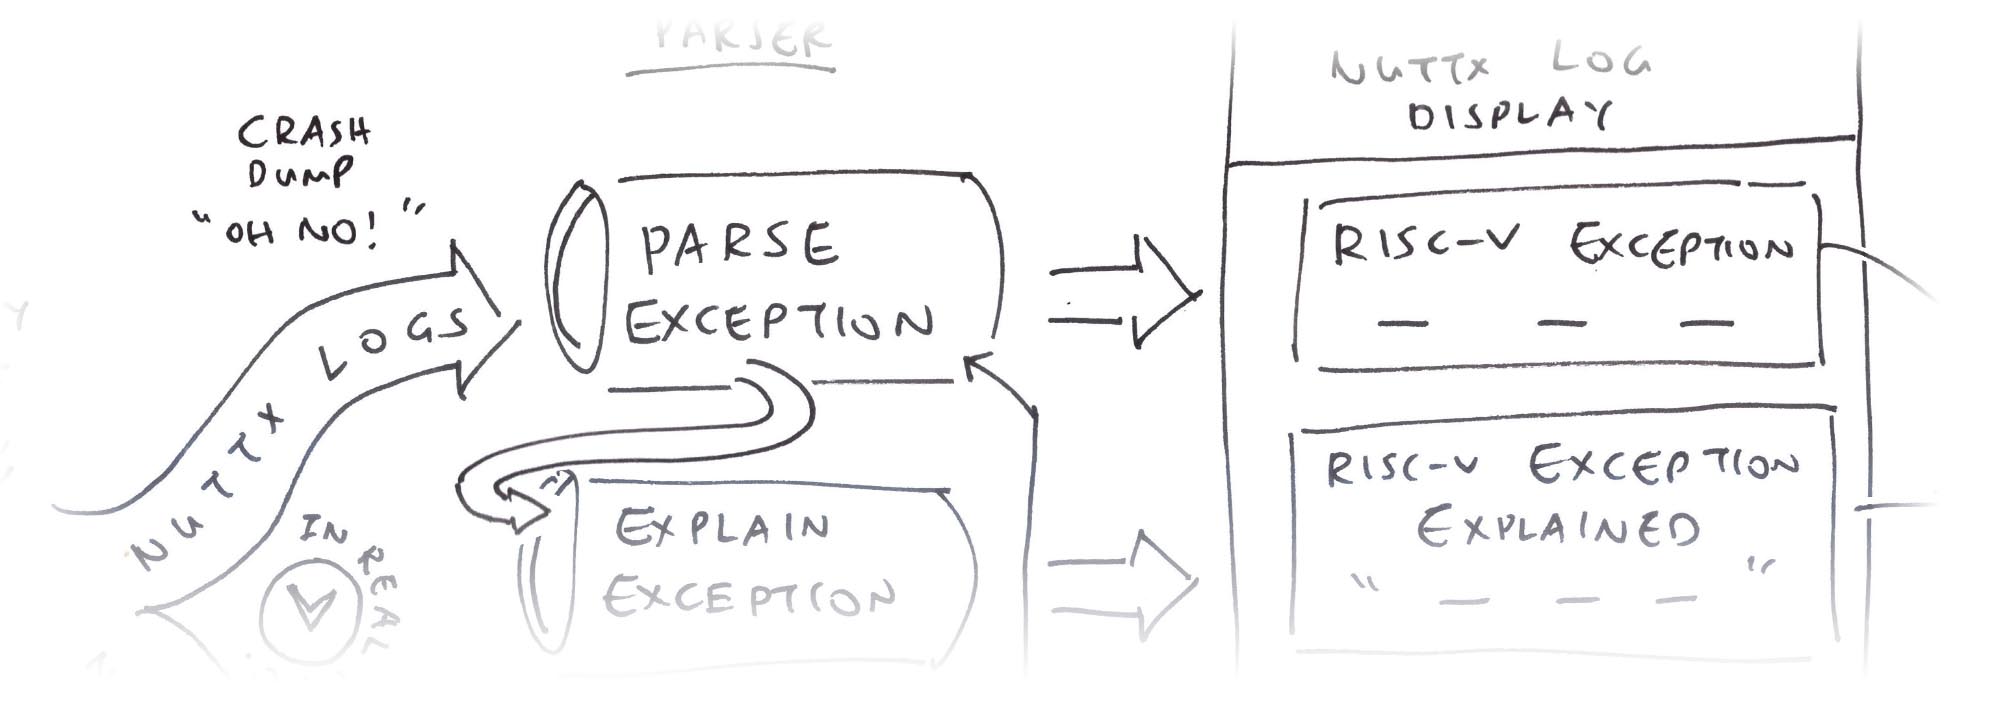 PARSER
CRASH
DUMP
"OH NO!"
NUTTX LOGS
IN REAL
PARSE
EXCEPTION
EXPLAIN
EXCEPTION
NUTTX LOG
DISPLAY
RISC-V EXCEPTION
— — —
RISC-V EXCEPTION
EXPLAINED
" — — — "